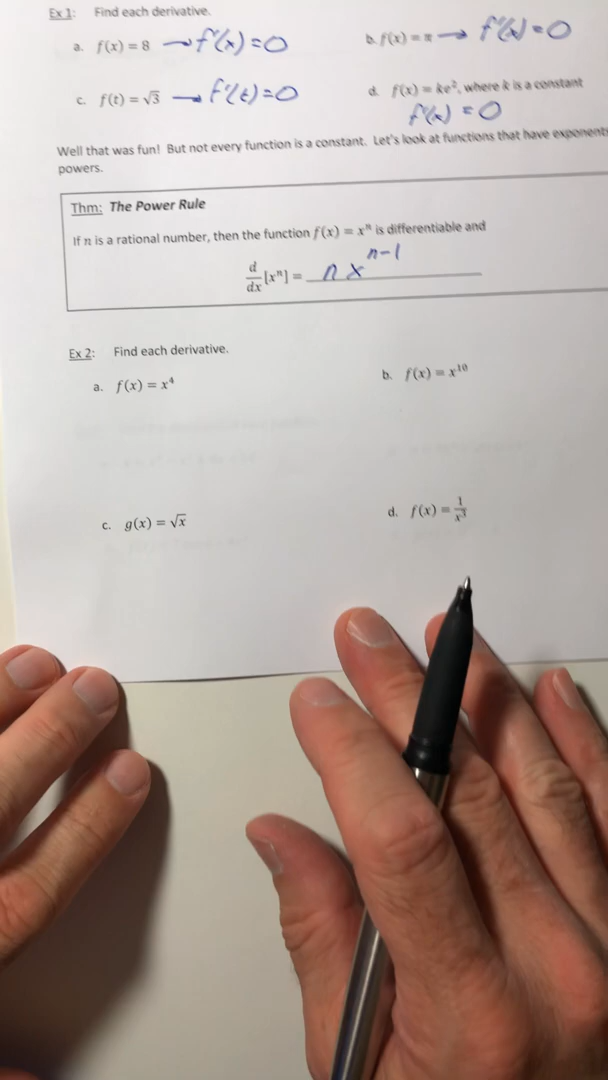 Ex 1: Find each derivative.
a. f(x) = 8 → f'(x) = 0
b. f(x) = π → f'(x) = 0
c. f(t) = √3 → f'(t) = 0
d. f(x) = ke², where k is a constant
f'(x) = 0
Well that was fun! But not every function is a constant. Let's look at functions that have exponents
powers.
Thm: The Power Rule
If n is a rational number, then the function f(x) = xⁿ is differentiable and
d/dx [xⁿ] = n xⁿ⁻¹
Ex 2: Find each derivative.
a. f(x) = x⁴
b. f(x) = x¹⁰
c. g(x) = √x
d. f(x) = 1/x³